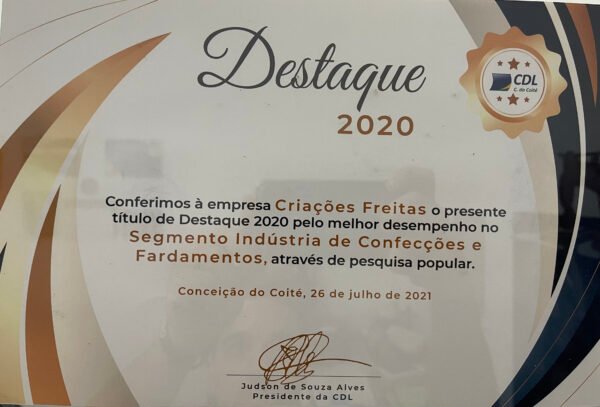 Destaque
2020
CDL
C. do Coité
Conferimos à empresa Criações Freitas o presente
título de Destaque 2020 pelo melhor desempenho no
Segmento Indústria de Confecções e
Fardamentos, através de pesquisa popular.
Conceição do Coité, 26 de julho de 2021
Judson de Souza Alves
Presidente da CDL